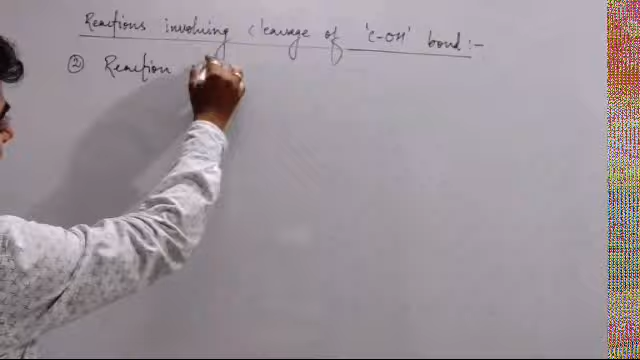 Reactions involving cleavage of 'C-OH' bond :-
② Reaction